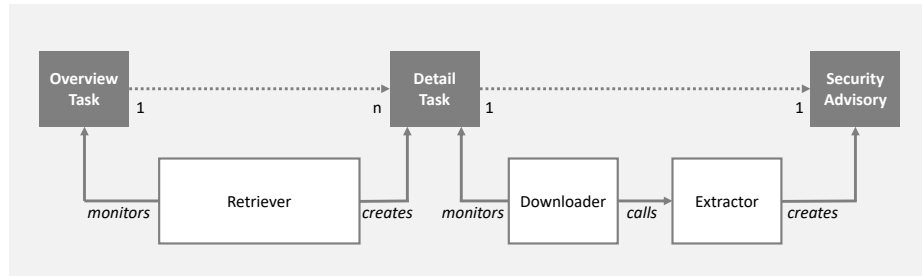 Overview
Task
Detail
Task
Security
Advisory
1
n
1
1
Retriever
Downloader
Extractor
monitors
creates
monitors
calls
creates